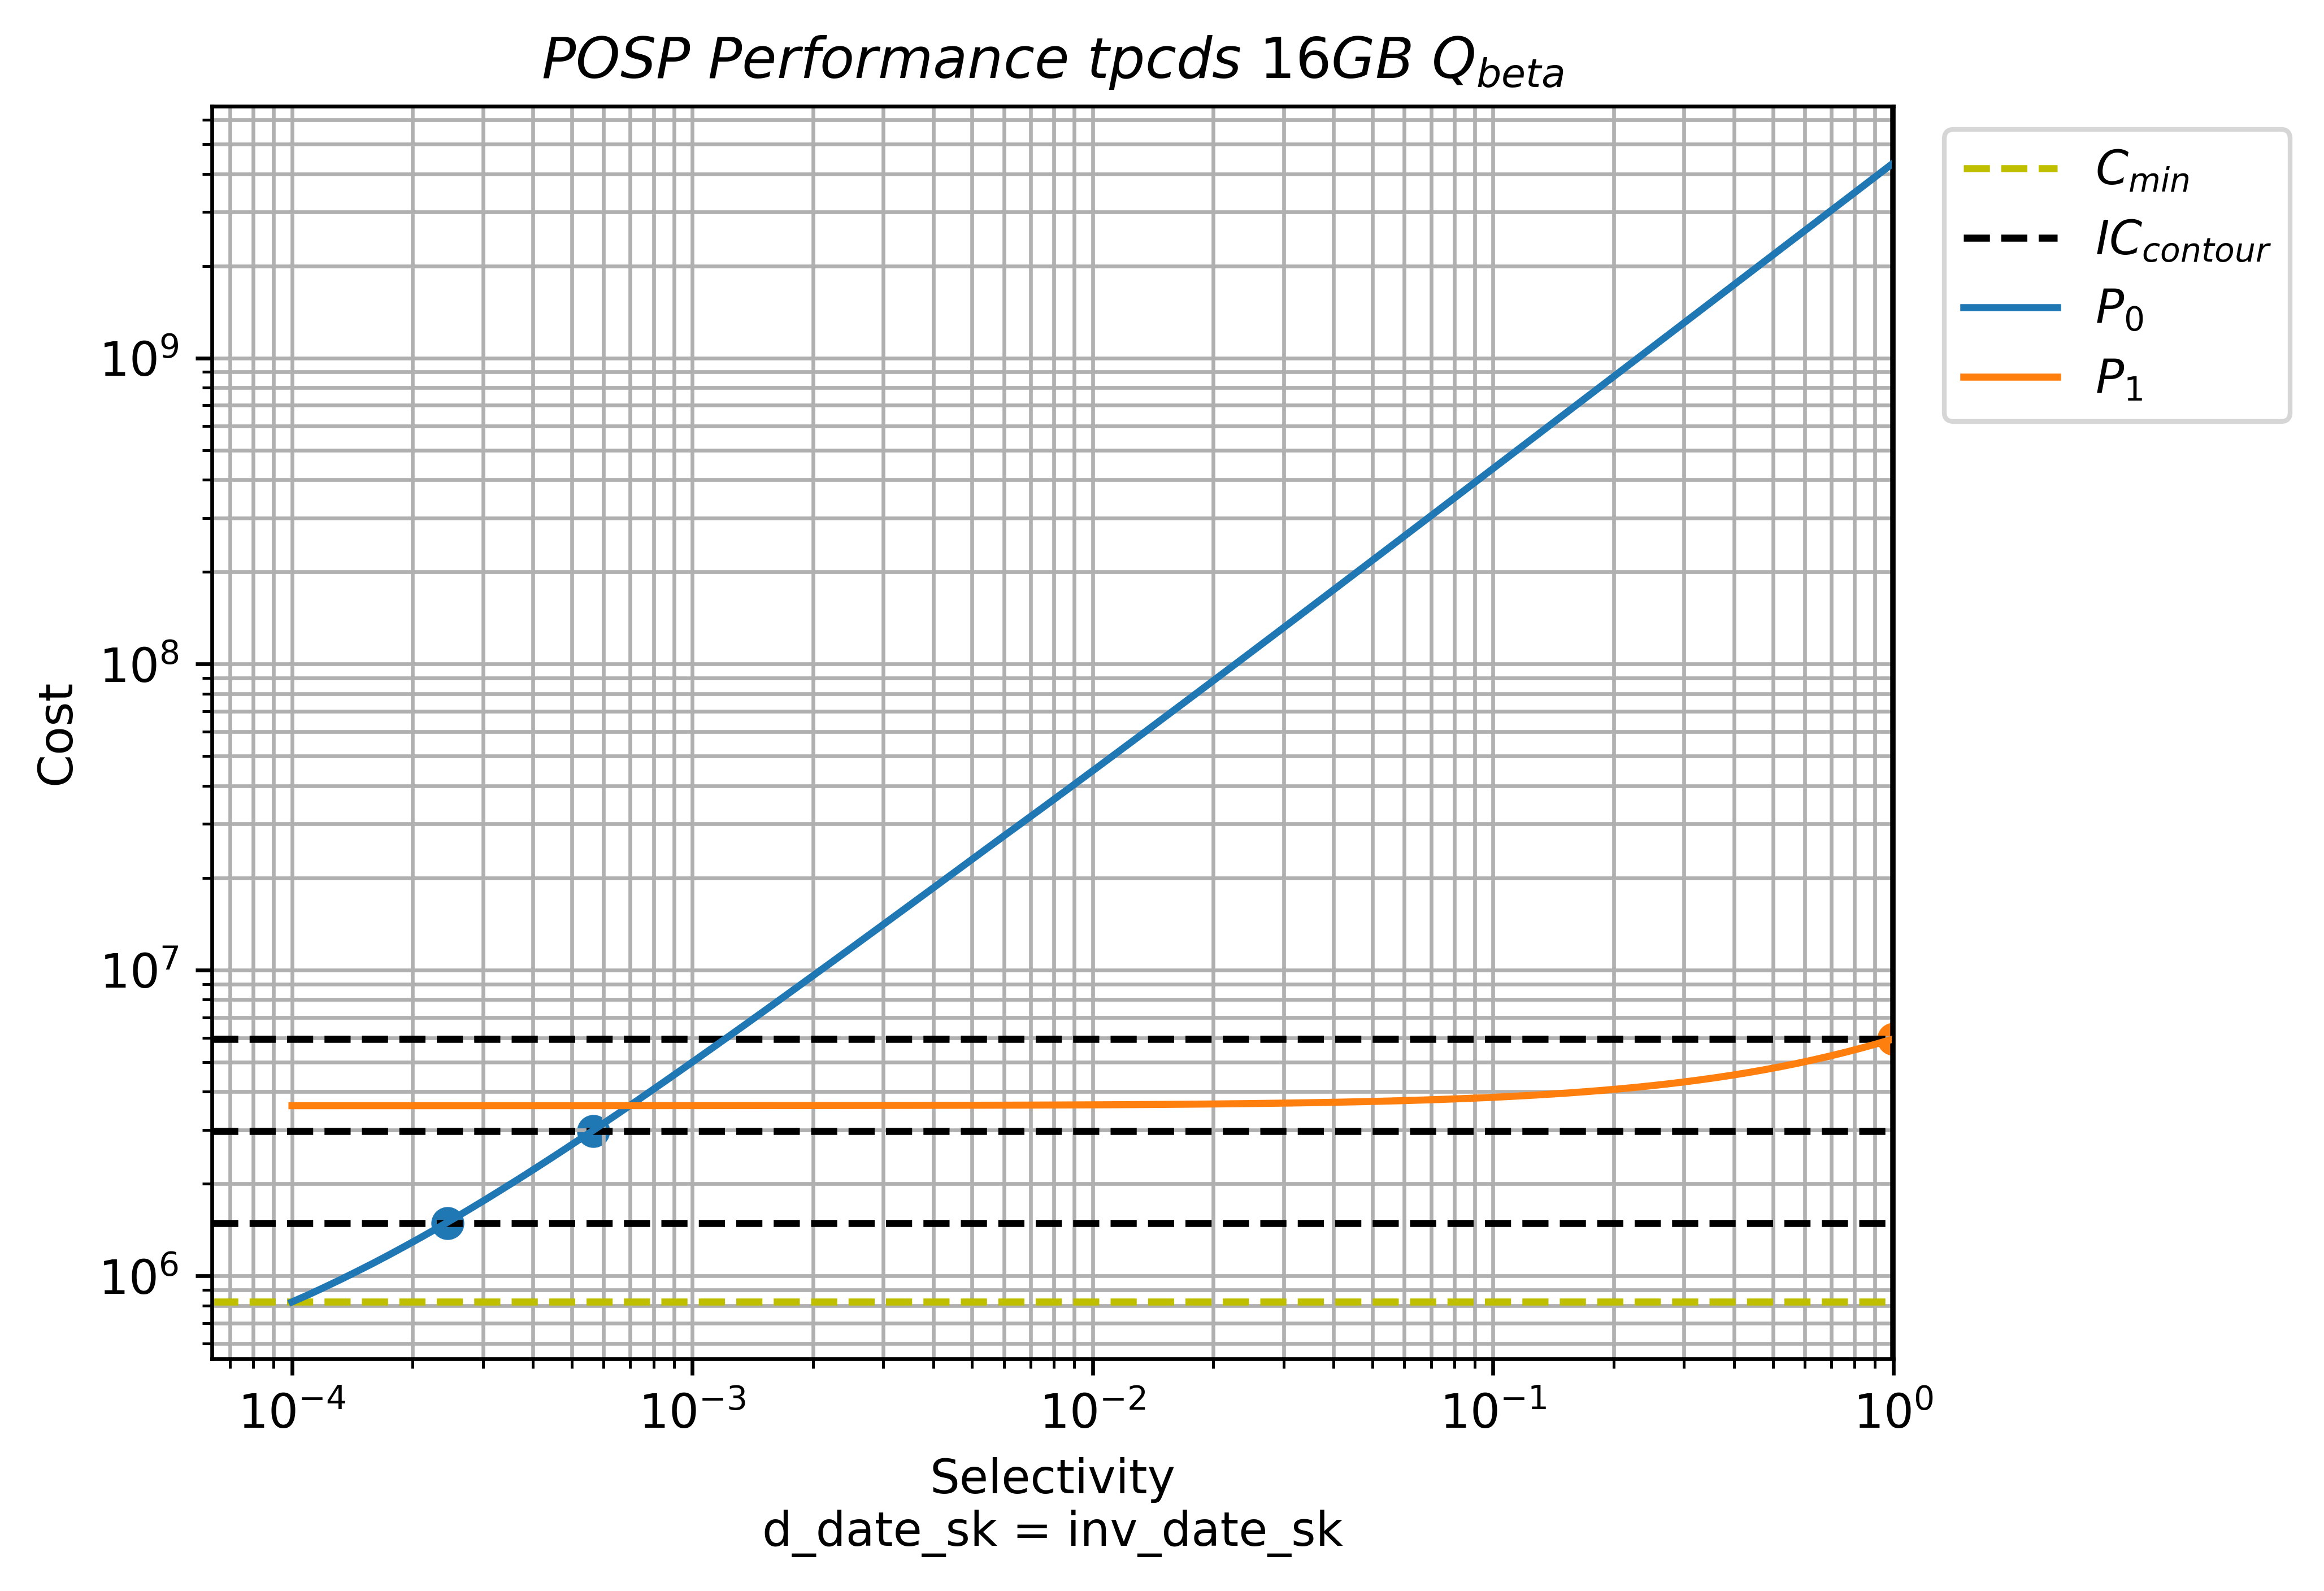 POSP Performance tpcds 16GB Q_beta
C_min
IC_contour
P_0
P_1
Cost
10^9
10^8
10^7
10^6
10^−4 10^−3 10^−2 10^−1 10^0
Selectivity
d_date_sk = inv_date_sk